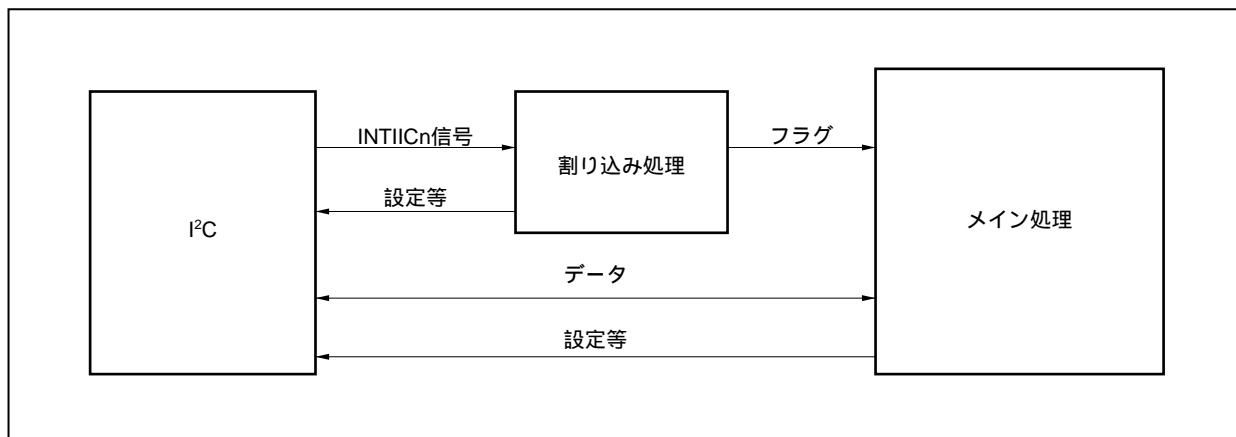 INTIICn信号
フラグ
割り込み処理
設定等
I²C
メイン処理
データ
設定等